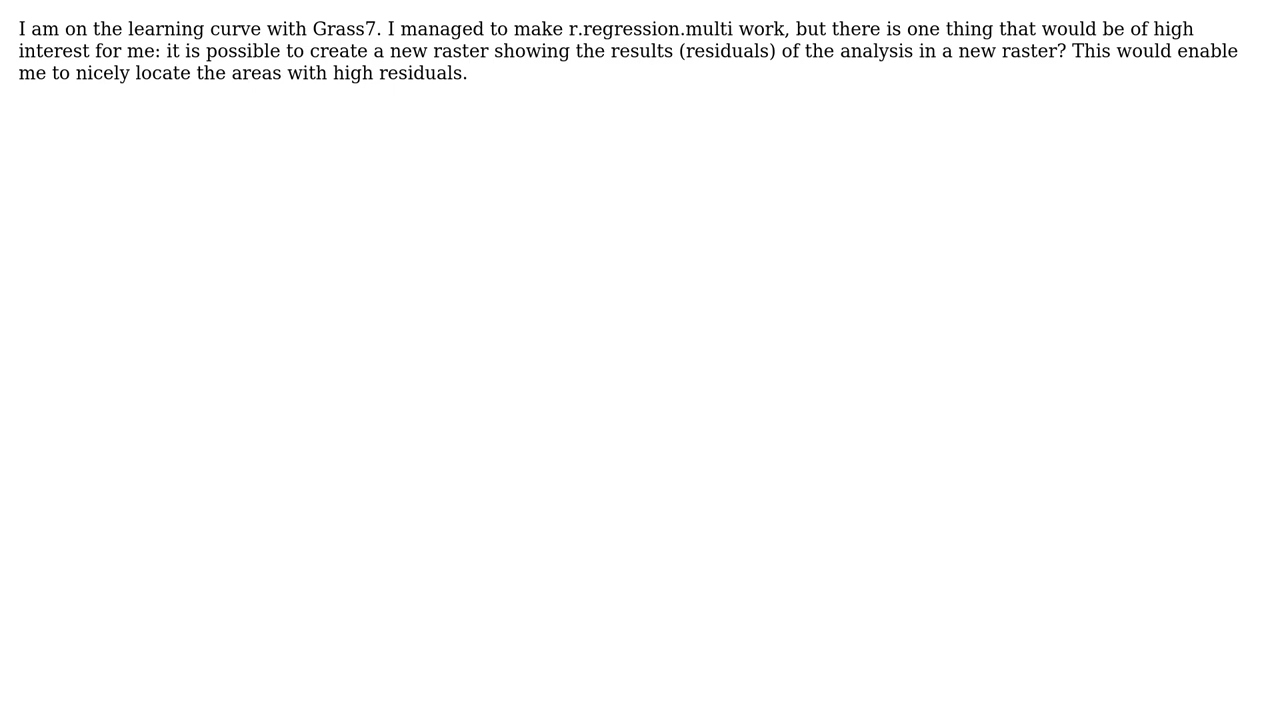 I am on the learning curve with Grass7. I managed to make r.regression.multi work, but there is one thing that would be of high
interest for me: it is possible to create a new raster showing the results (residuals) of the analysis in a new raster? This would enable
me to nicely locate the areas with high residuals.